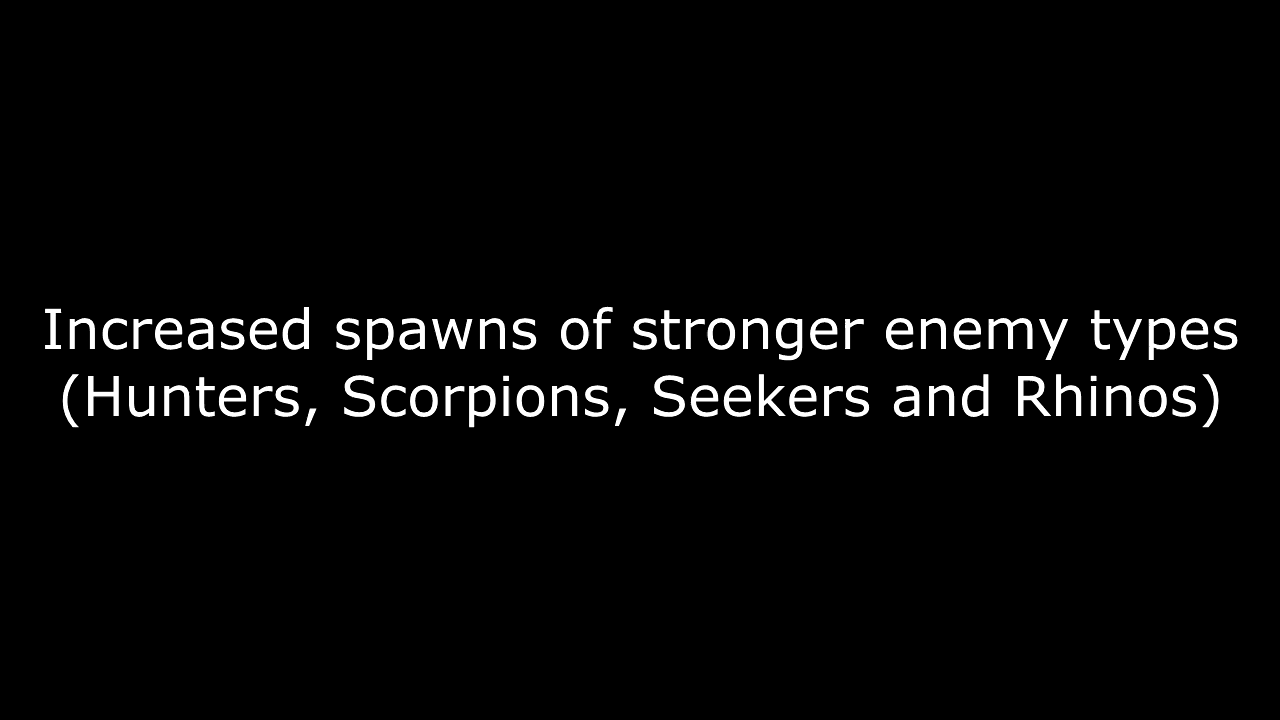 Increased spawns of stronger enemy types
(Hunters, Scorpions, Seekers and Rhinos)